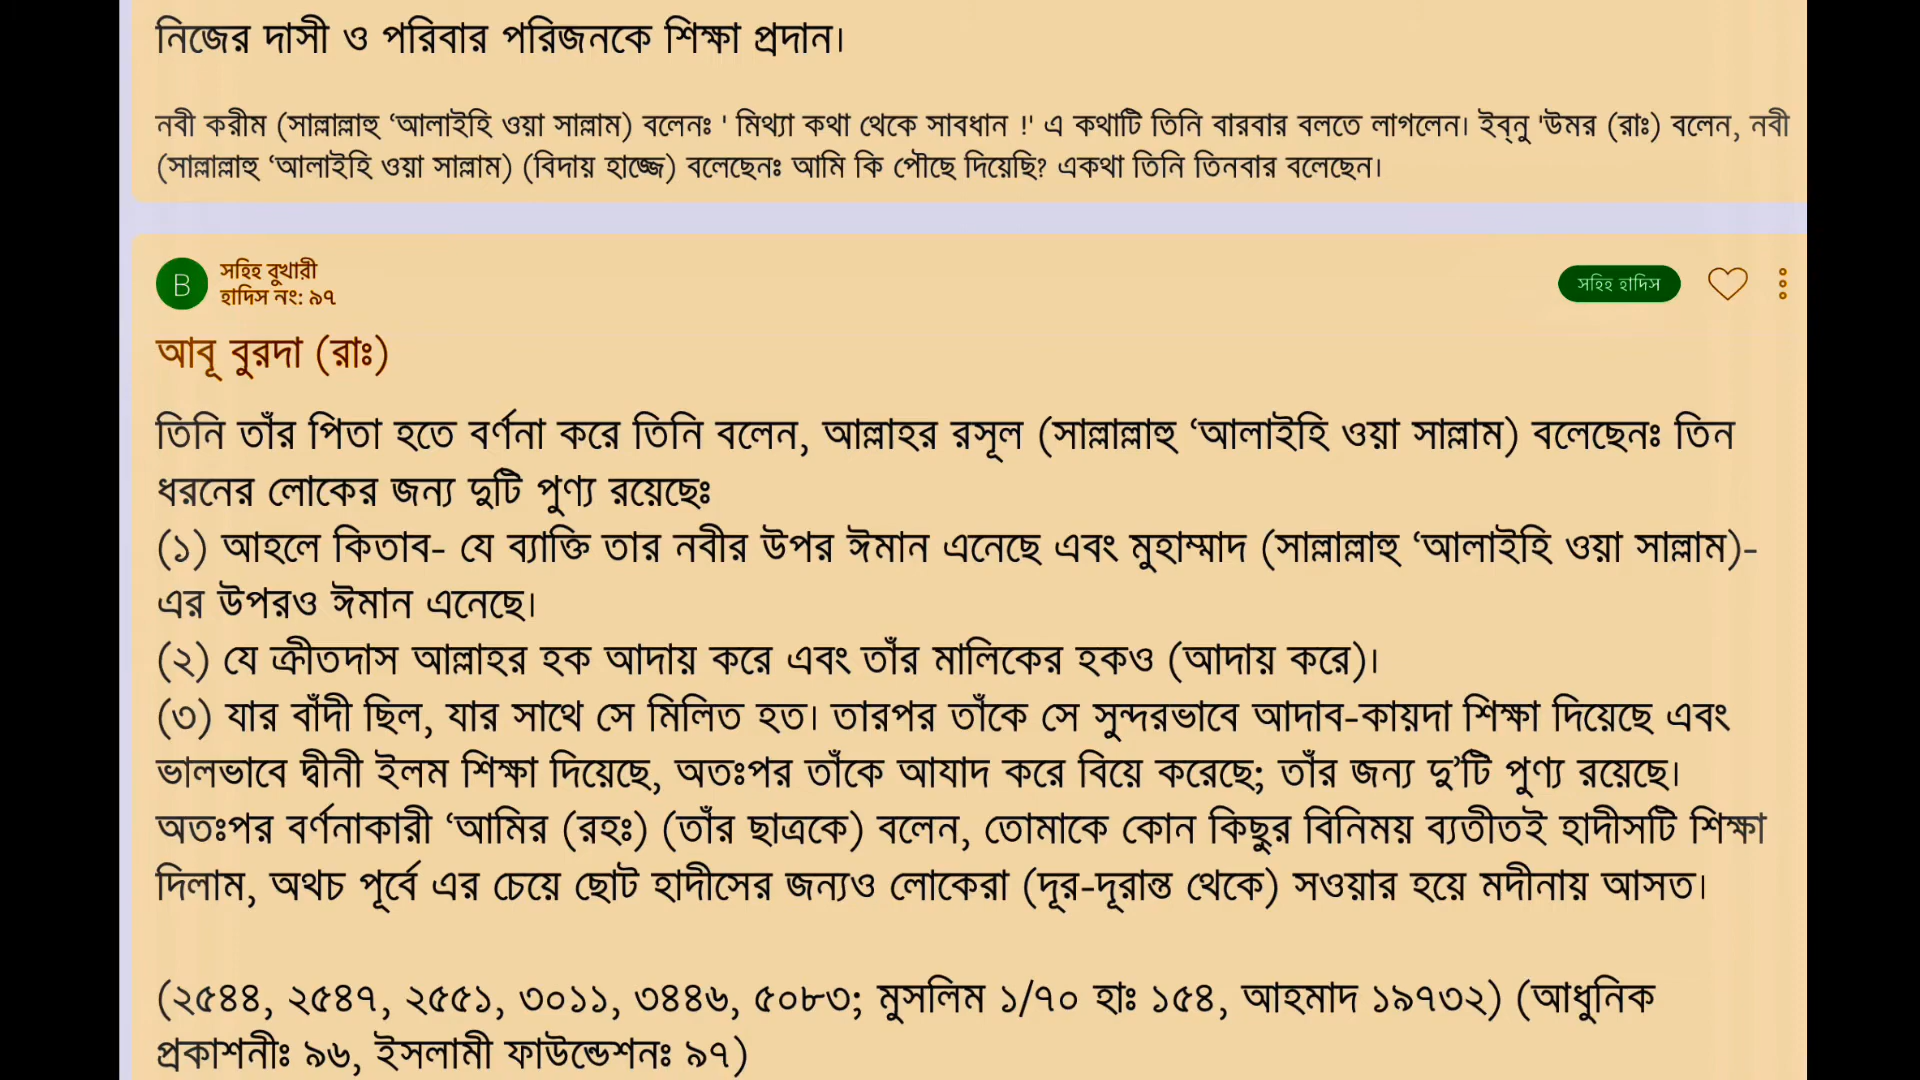 নিজের দাসী ও পরিবার পরিজনকে শিক্ষা প্রদান।
নবী করীম (সাল্লাল্লাহু ‘আলাইহি ওয়া সাল্লাম) বলেনঃ ' মিথ্যা কথা থেকে সাবধান !' এ কথাটি তিনি বারবার বলতে লাগলেন। ইব্‌নু 'উমর (রাঃ) বলেন, নবী
(সাল্লাল্লাহু ‘আলাইহি ওয়া সাল্লাম) (বিদায় হাজ্জে) বলেছেনঃ আমি কি পৌছে দিয়েছি? একথা তিনি তিনবার বলেছেন।
B
সহিহ বুখারী
হাদিস নং: ৯৭
সহিহ হাদিস
আবূ বুরদা (রাঃ)
তিনি তাঁর পিতা হতে বর্ণনা করে তিনি বলেন, আল্লাহর রসূল (সাল্লাল্লাহু ‘আলাইহি ওয়া সাল্লাম) বলেছেনঃ তিন
ধরনের লোকের জন্য দুটি পুণ্য রয়েছেঃ
(১) আহলে কিতাব- যে ব্যাক্তি তার নবীর উপর ঈমান এনেছে এবং মুহাম্মাদ (সাল্লাল্লাহু ‘আলাইহি ওয়া সাল্লাম)-
এর উপরও ঈমান এনেছে।
(২) যে ক্রীতদাস আল্লাহর হক আদায় করে এবং তাঁর মালিকের হকও (আদায় করে)।
(৩) যার বাঁদী ছিল, যার সাথে সে মিলিত হত। তারপর তাঁকে সে সুন্দরভাবে আদাব-কায়দা শিক্ষা দিয়েছে এবং
ভালভাবে দ্বীনী ইলম শিক্ষা দিয়েছে, অতঃপর তাঁকে আযাদ করে বিয়ে করেছে; তাঁর জন্য দু’টি পুণ্য রয়েছে।
অতঃপর বর্ণনাকারী ‘আমির (রহঃ) (তাঁর ছাত্রকে) বলেন, তোমাকে কোন কিছুর বিনিময় ব্যতীতই হাদীসটি শিক্ষা
দিলাম, অথচ পূর্বে এর চেয়ে ছোট হাদীসের জন্যও লোকেরা (দূর-দূরান্ত থেকে) সওয়ার হয়ে মদীনায় আসত।
(২৫৪৪, ২৫৪৭, ২৫৫১, ৩০১১, ৩৪৪৬, ৫০৮৩; মুসলিম ১/৭০ হাঃ ১৫৪, আহমাদ ১৯৭৩২) (আধুনিক
প্রকাশনীঃ ৯৬, ইসলামী ফাউন্ডেশনঃ ৯৭)